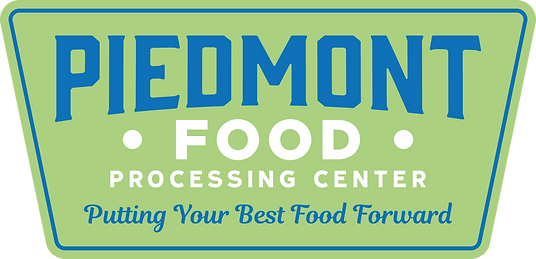 PIEDMONT
• FOOD •
PROCESSING CENTER
Putting Your Best Food Forward